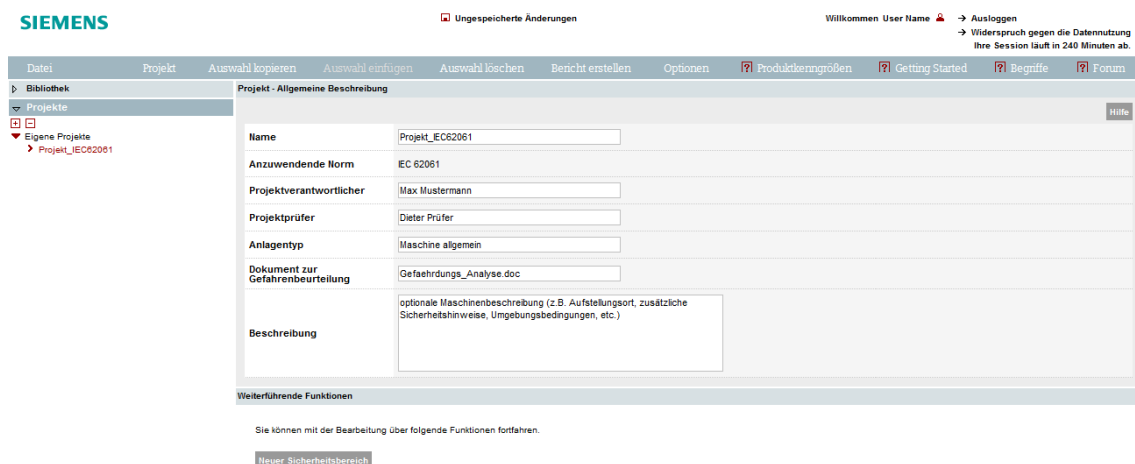 SIEMENS
Ungespeicherte Änderungen
Willkommen User Name
Ausloggen
Widerspruch gegen die Datennutzung
Ihre Session läuft in 240 Minuten ab.
Datei Projekt Auswahl kopieren Auswahl einfügen Auswahl löschen Bericht erstellen Optionen ? Produktkenngrößen ? Getting Started ? Begriffe ? Forum
Bibliothek
Projekte
Eigene Projekte
Projekt_IEC62061
Projekt - Allgemeine Beschreibung
Hilfe
Name Projekt_IEC62061
Anzuwendende Norm IEC 62061
Projektverantwortlicher Max Mustermann
Projektprüfer Dieter Prüfer
Anlagentyp Maschine allgemein
Dokument zur
Gefahrenbeurteilung Gefaehrdungs_Analyse.doc
Beschreibung
optionale Maschinenbeschreibung (z.B. Aufstellungsort, zusätzliche
Sicherheitshinweise, Umgebungsbedingungen, etc.)
Weiterführende Funktionen
Sie können mit der Bearbeitung über folgende Funktionen fortfahren.
Neuer Sicherheitsbereich